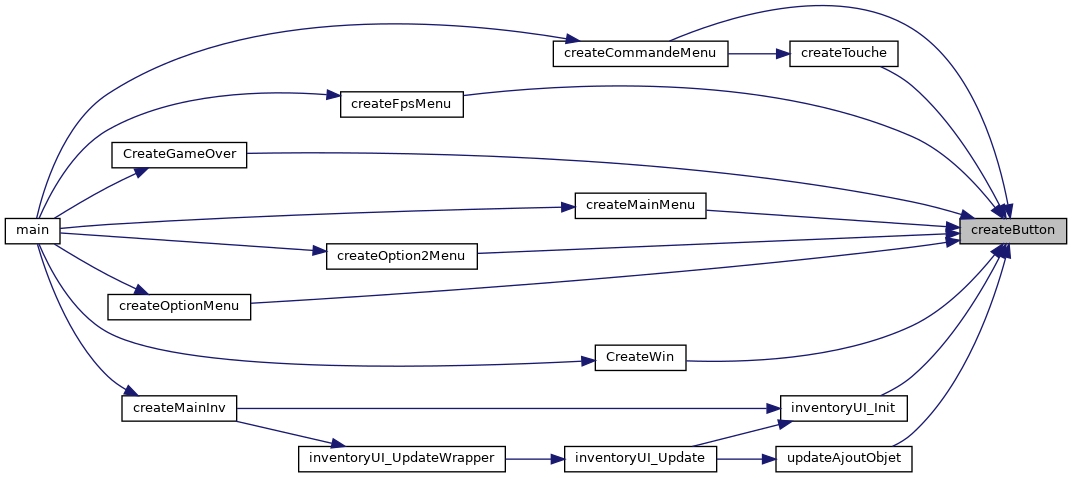 createCommandeMenu
createTouche
createFpsMenu
CreateGameOver
createMainMenu
main
createButton
createOption2Menu
createOptionMenu
CreateWin
createMainInv
inventoryUI_Init
inventoryUI_UpdateWrapper
inventoryUI_Update
updateAjoutObjet